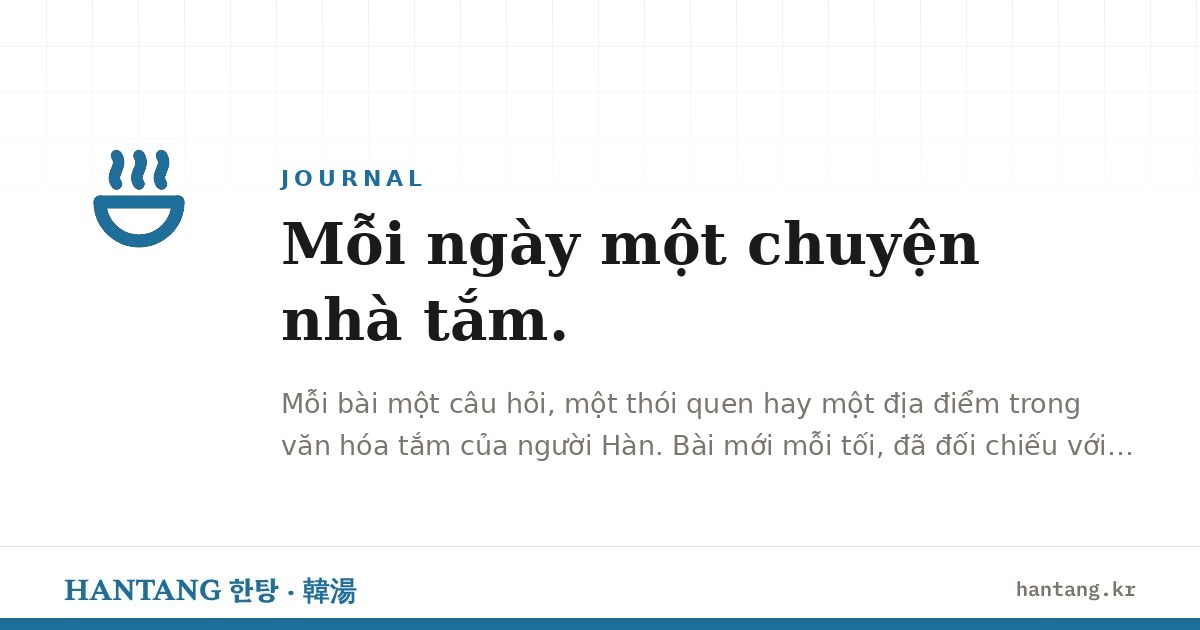 JOURNAL
Mỗi ngày một chuyện
nhà tắm.
Mỗi bài một câu hỏi, một thói quen hay một địa điểm trong
văn hóa tắm của người Hàn. Bài mới mỗi tối, đã đối chiếu với…
HANTANG 한탕 · 韓湯
hantang.kr